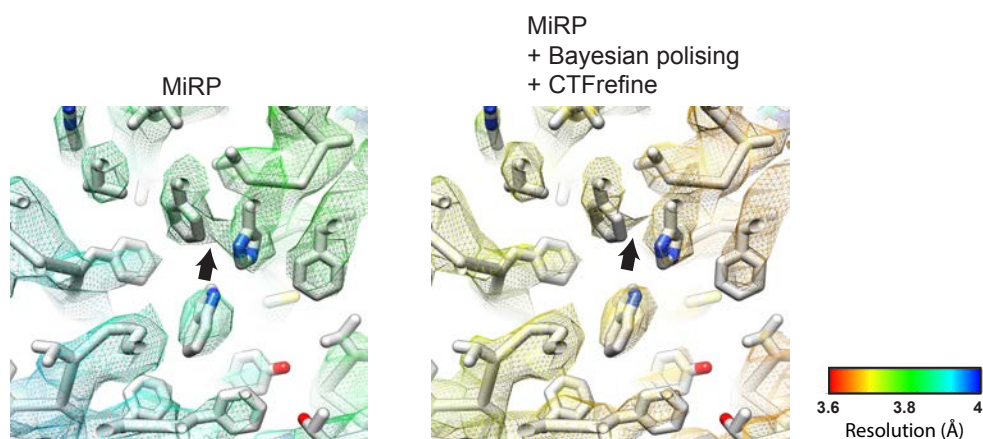 MiRP
MiRP
+ Bayesian polising
+ CTFrefine
3.6 3.8 4
Resolution (Å)